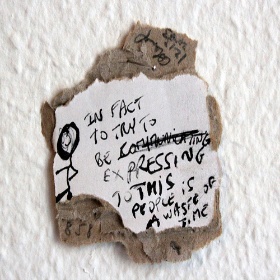 IN FACT
TO TRY TO
BE COMMUNICATING
EXPRESSING
TO THIS
PEOPLE IS
A WASTE OF
TIME